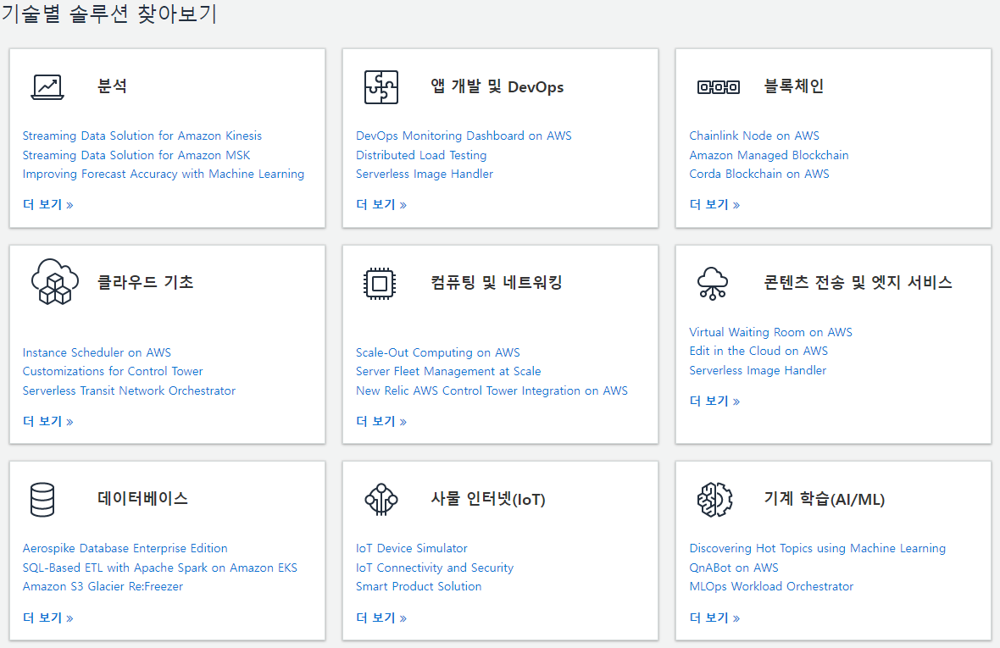 기술별 솔루션 찾아보기
분석
Streaming Data Solution for Amazon Kinesis
Streaming Data Solution for Amazon MSK
Improving Forecast Accuracy with Machine Learning
더 보기 »
앱 개발 및 DevOps
DevOps Monitoring Dashboard on AWS
Distributed Load Testing
Serverless Image Handler
더 보기 »
블록체인
Chainlink Node on AWS
Amazon Managed Blockchain
Corda Blockchain on AWS
더 보기 »
클라우드 기초
Instance Scheduler on AWS
Customizations for Control Tower
Serverless Transit Network Orchestrator
더 보기 »
컴퓨팅 및 네트워킹
Scale-Out Computing on AWS
Server Fleet Management at Scale
New Relic AWS Control Tower Integration on AWS
더 보기 »
콘텐츠 전송 및 엣지 서비스
Virtual Waiting Room on AWS
Edit in the Cloud on AWS
Serverless Image Handler
더 보기 »
데이터베이스
Aerospike Database Enterprise Edition
SQL-Based ETL with Apache Spark on Amazon EKS
Amazon S3 Glacier Re:Freezer
더 보기 »
사물 인터넷(IoT)
IoT Device Simulator
IoT Connectivity and Security
Smart Product Solution
더 보기 »
기계 학습(AI/ML)
Discovering Hot Topics using Machine Learning
QnABot on AWS
MLOps Workload Orchestrator
더 보기 »